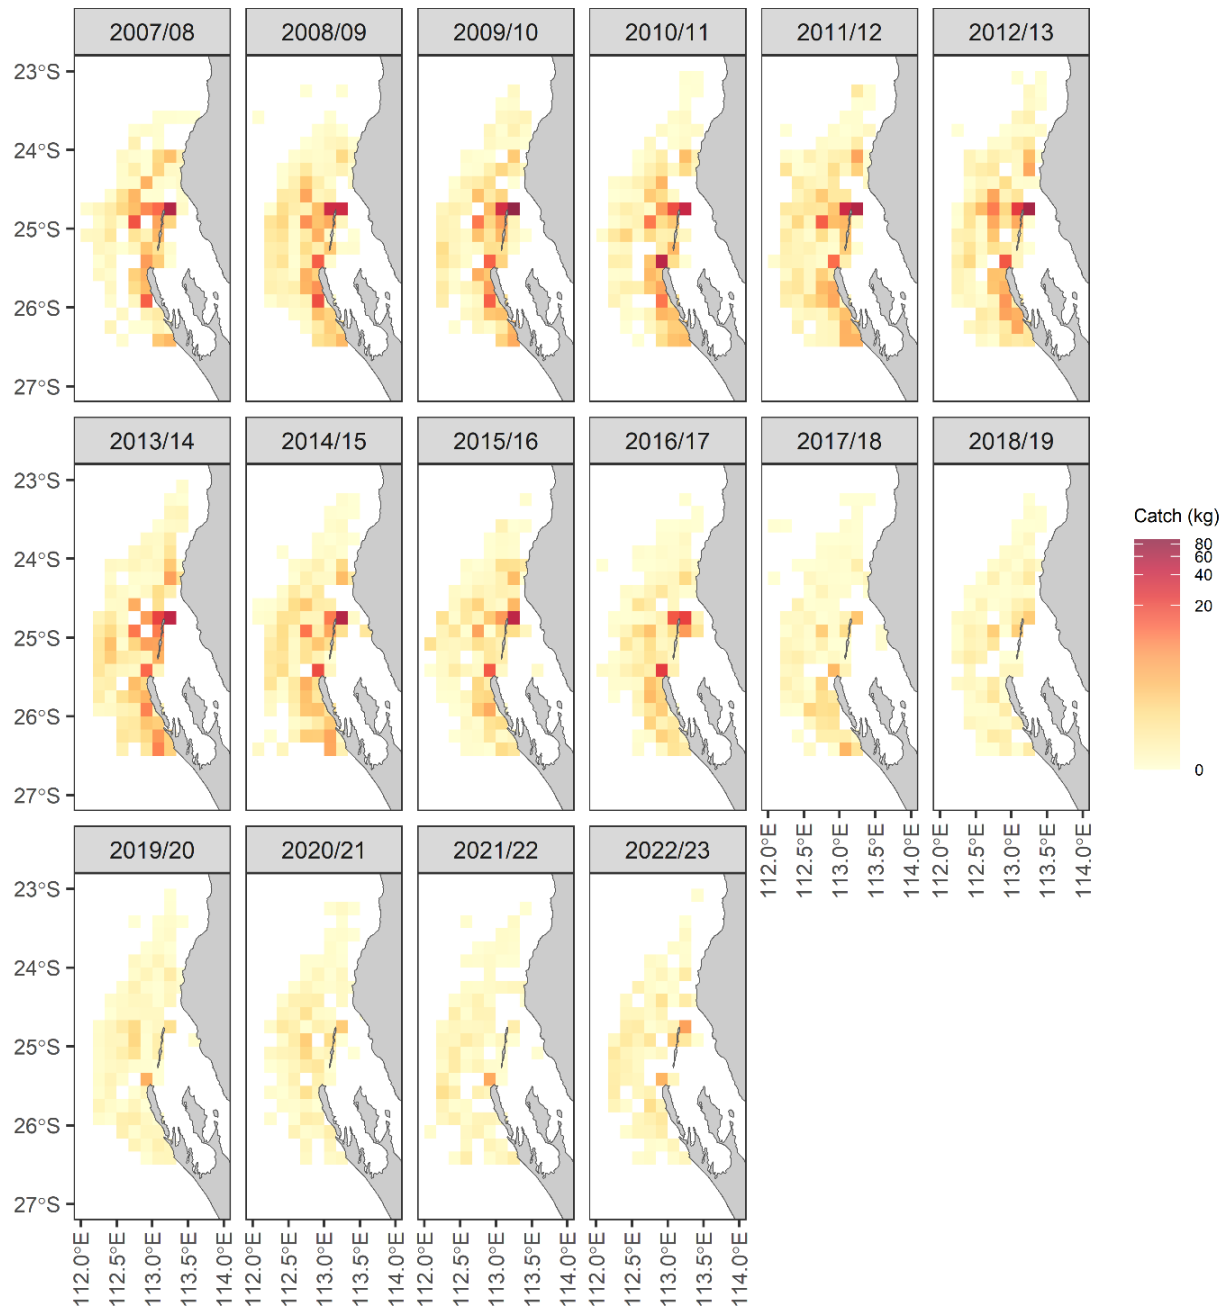 2007/08 2008/09 2009/10 2010/11 2011/12 2012/13
23°S
24°S
25°S
26°S
27°S
2013/14 2014/15 2015/16 2016/17 2017/18 2018/19
23°S
24°S
25°S
26°S
27°S
Catch (kg)
80
60
40
20
0
112.0°E 112.5°E 113.0°E 113.5°E 114.0°E 112.0°E 112.5°E 113.0°E 113.5°E 114.0°E
2019/20 2020/21 2021/22 2022/23
23°S
24°S
25°S
26°S
27°S
112.0°E 112.5°E 113.0°E 113.5°E 114.0°E 112.0°E 112.5°E 113.0°E 113.5°E 114.0°E 112.0°E 112.5°E 113.0°E 113.5°E 114.0°E 112.0°E 112.5°E 113.0°E 113.5°E 114.0°E